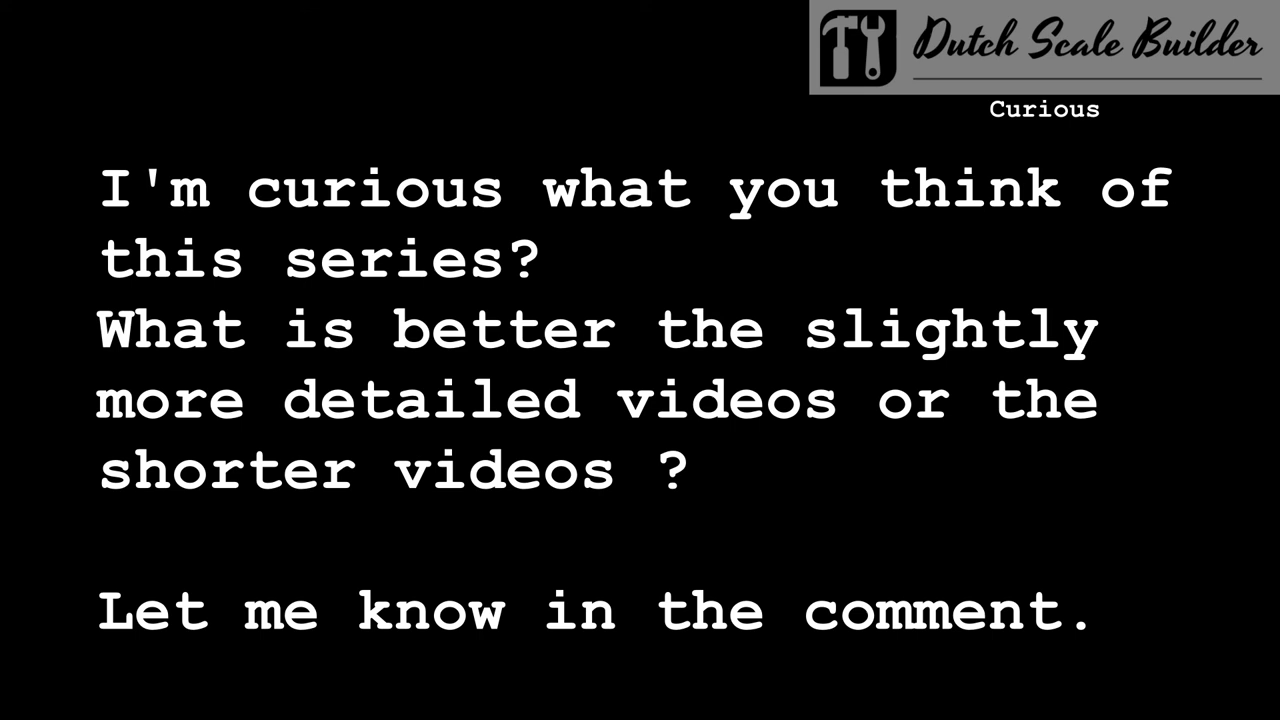 Dutch Scale Builder
Curious
I'm curious what you think of
this series?
What is better the slightly
more detailed videos or the
shorter videos ?
Let me know in the comment.